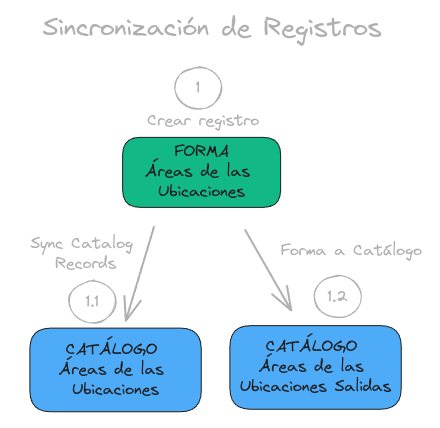 Sincronización de Registros
1
Crear registro
FORMA
Áreas de las
Ubicaciones
Sync Catalog
Records
Forma a Catálogo
1.1
1.2
CATÁLOGO
Áreas de las
Ubicaciones
CATÁLOGO
Áreas de las
Ubicaciones Salidas